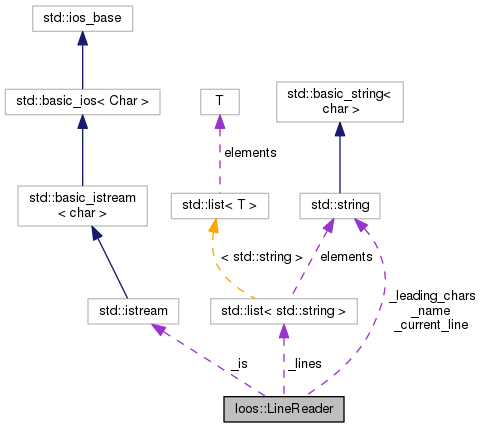 std::ios_base
std::basic_ios< Char >
T
std::basic_string<
char >
elements
std::basic_istream
< char >
std::list< T >
std::string
< std::string >
elements
std::istream
std::list< std::string >
_leading_chars
_name
_current_line
_is
_lines
loos::LineReader